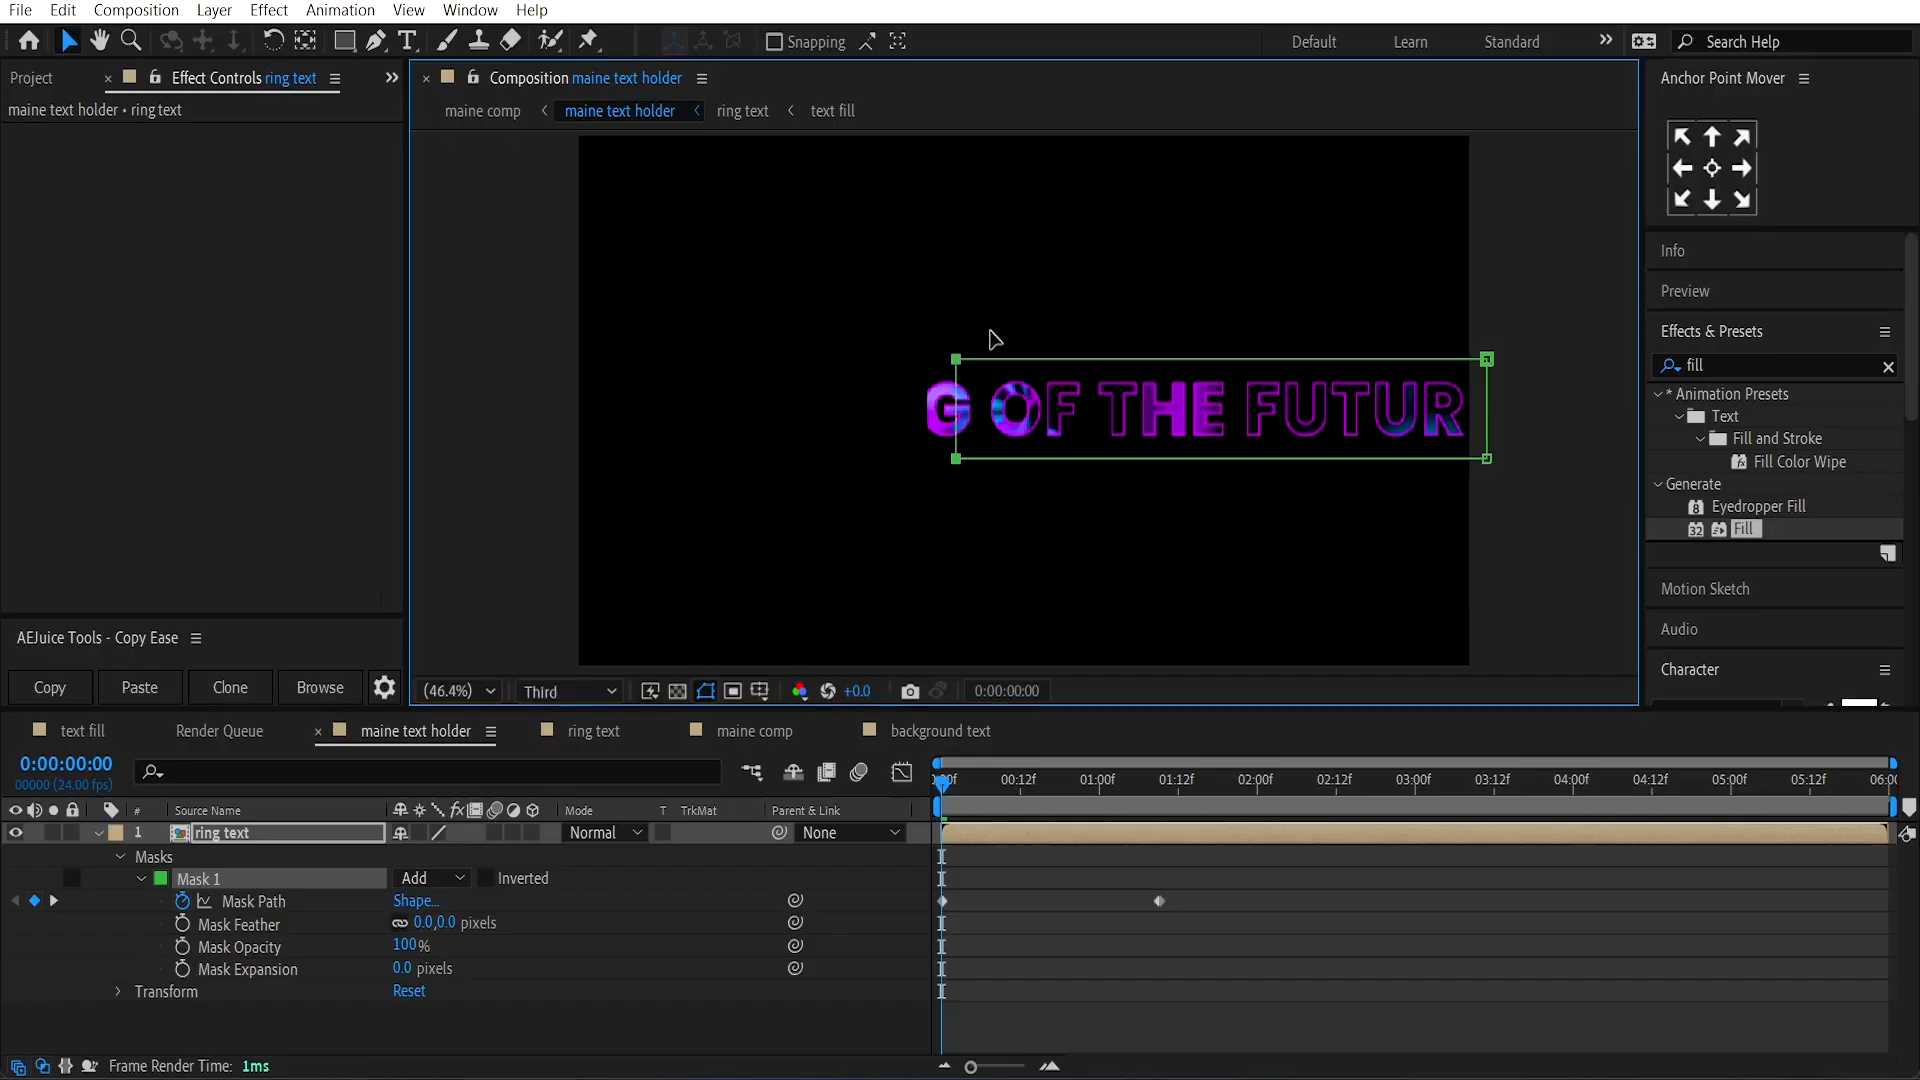 File Edit Composition Layer Effect Animation View Window Help
Snapping Default Learn Standard Search Help
Project Effect Controls ring text
Composition maine text holder
Anchor Point Mover
maine text holder • ring text
maine comp maine text holder ring text text fill
Info
Preview
Effects & Presets
fill
* Animation Presets
Text
Fill and Stroke
Fill Color Wipe
Generate
Eyedropper Fill
Fill
G OF THE FUTUR
Motion Sketch
Audio
Character
AEJuice Tools - Copy Ease
Copy Paste Clone Browse
(46.4%) Third +0.0 0:00:00:00
text fill Render Queue maine text holder ring text maine comp background text
0:00:00:00
00000 (24.00 fps)
00:12f 01:00f 01:12f 02:00f 02:12f 03:00f 03:12f 04:00f 04:12f 05:00f 05:12f 06:00
# Source Name Mode T TrkMat Parent & Link
1 ring text Normal None
Masks
Mask 1 Add Inverted
Mask Path Shape...
Mask Feather 0.0,0.0 pixels
Mask Opacity 100%
Mask Expansion 0.0 pixels
Transform Reset
Frame Render Time: 1ms